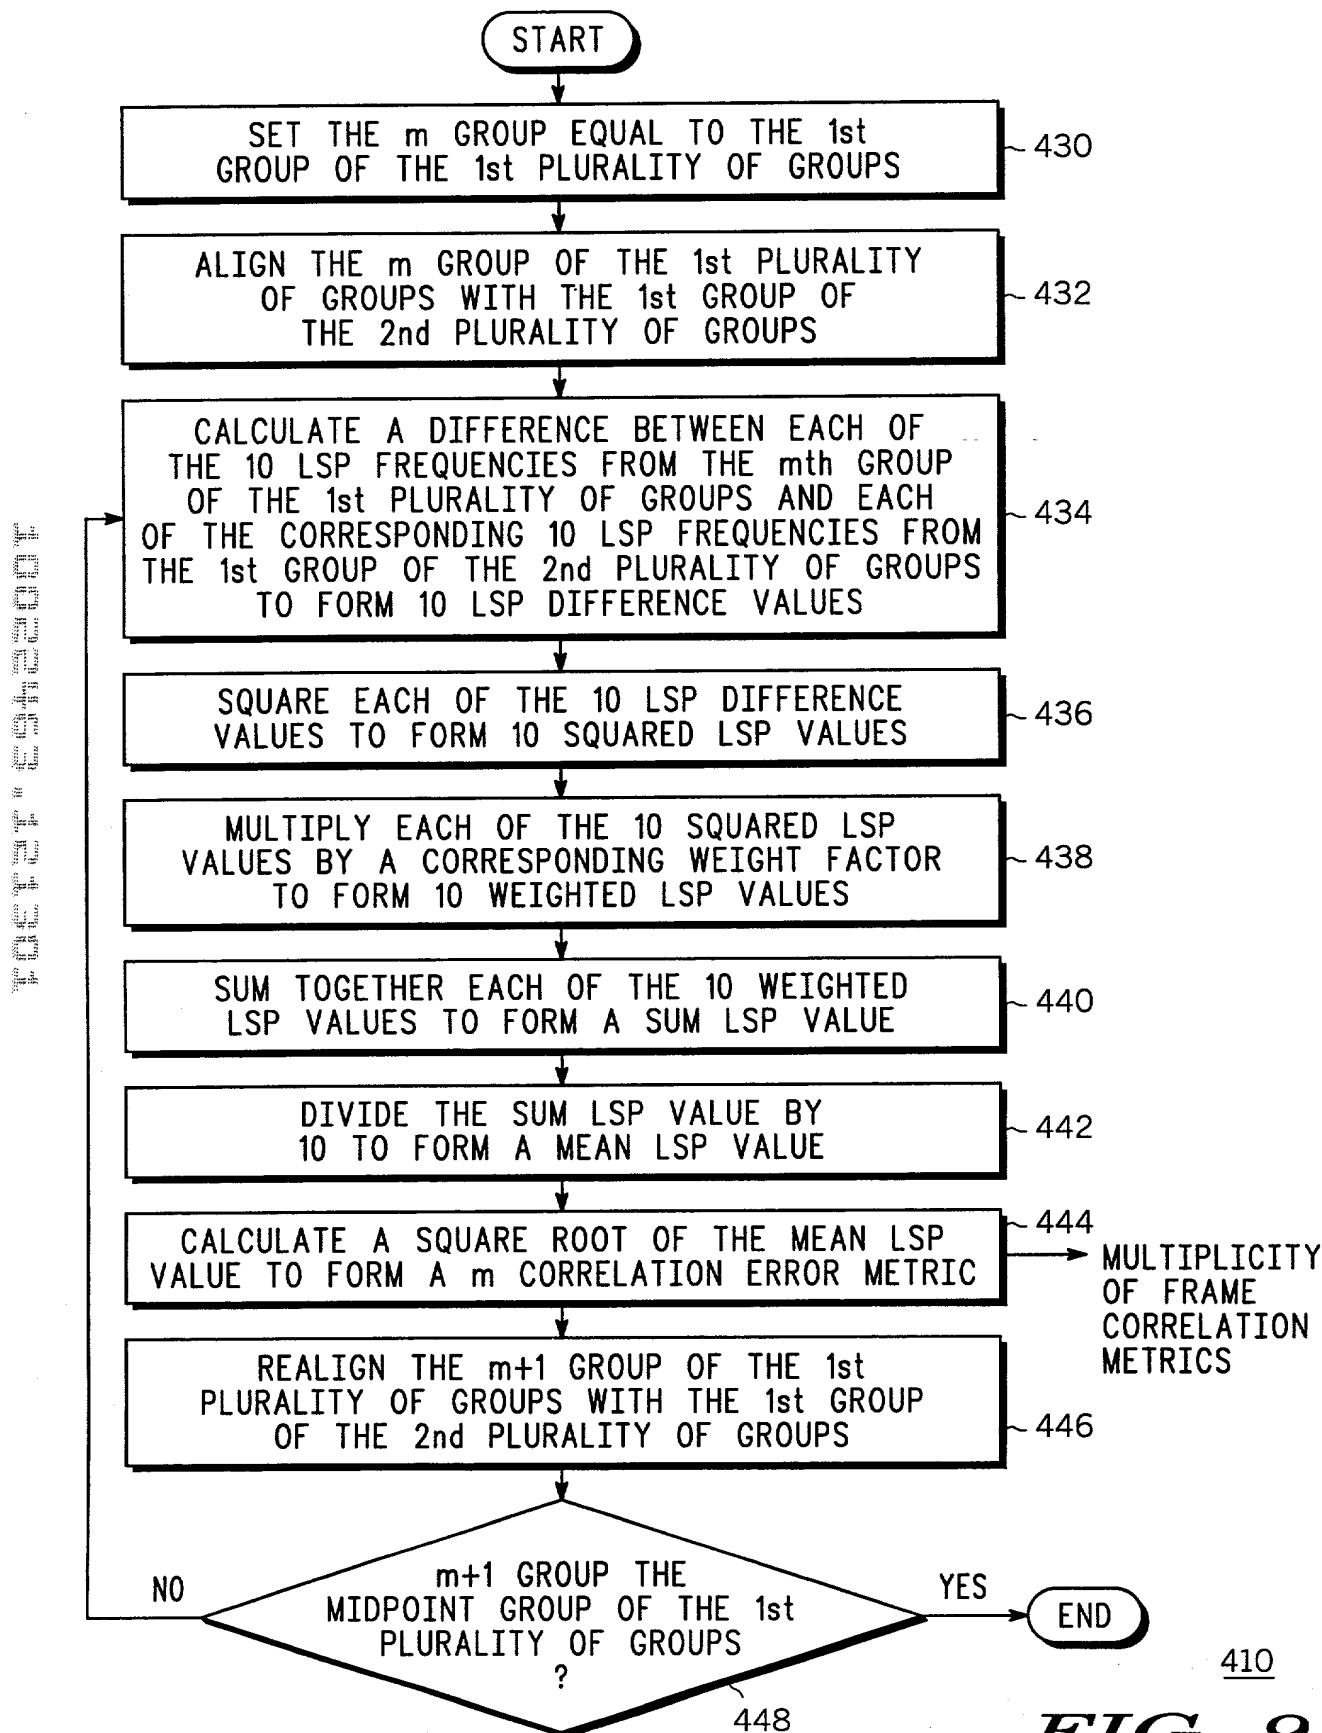 START
SET THE m GROUP EQUAL TO THE 1st
GROUP OF THE 1st PLURALITY OF GROUPS
430
ALIGN THE m GROUP OF THE 1st PLURALITY
OF GROUPS WITH THE 1st GROUP OF
THE 2nd PLURALITY OF GROUPS
432
CALCULATE A DIFFERENCE BETWEEN EACH OF
THE 10 LSP FREQUENCIES FROM THE mth GROUP
OF THE 1st PLURALITY OF GROUPS AND EACH
OF THE CORRESPONDING 10 LSP FREQUENCIES FROM
THE 1st GROUP OF THE 2nd PLURALITY OF GROUPS
TO FORM 10 LSP DIFFERENCE VALUES
434
SQUARE EACH OF THE 10 LSP DIFFERENCE
VALUES TO FORM 10 SQUARED LSP VALUES
436
MULTIPLY EACH OF THE 10 SQUARED LSP
VALUES BY A CORRESPONDING WEIGHT FACTOR
TO FORM 10 WEIGHTED LSP VALUES
438
SUM TOGETHER EACH OF THE 10 WEIGHTED
LSP VALUES TO FORM A SUM LSP VALUE
440
DIVIDE THE SUM LSP VALUE BY
10 TO FORM A MEAN LSP VALUE
442
CALCULATE A SQUARE ROOT OF THE MEAN LSP
VALUE TO FORM A m CORRELATION ERROR METRIC
444
MULTIPLICITY
OF FRAME
CORRELATION
METRICS
REALIGN THE m+1 GROUP OF THE 1st
PLURALITY OF GROUPS WITH THE 1st GROUP
OF THE 2nd PLURALITY OF GROUPS
446
m+1 GROUP THE
MIDPOINT GROUP OF THE 1st
PLURALITY OF GROUPS
?
NO
YES
END
448
410
FIG.
10022453.121301